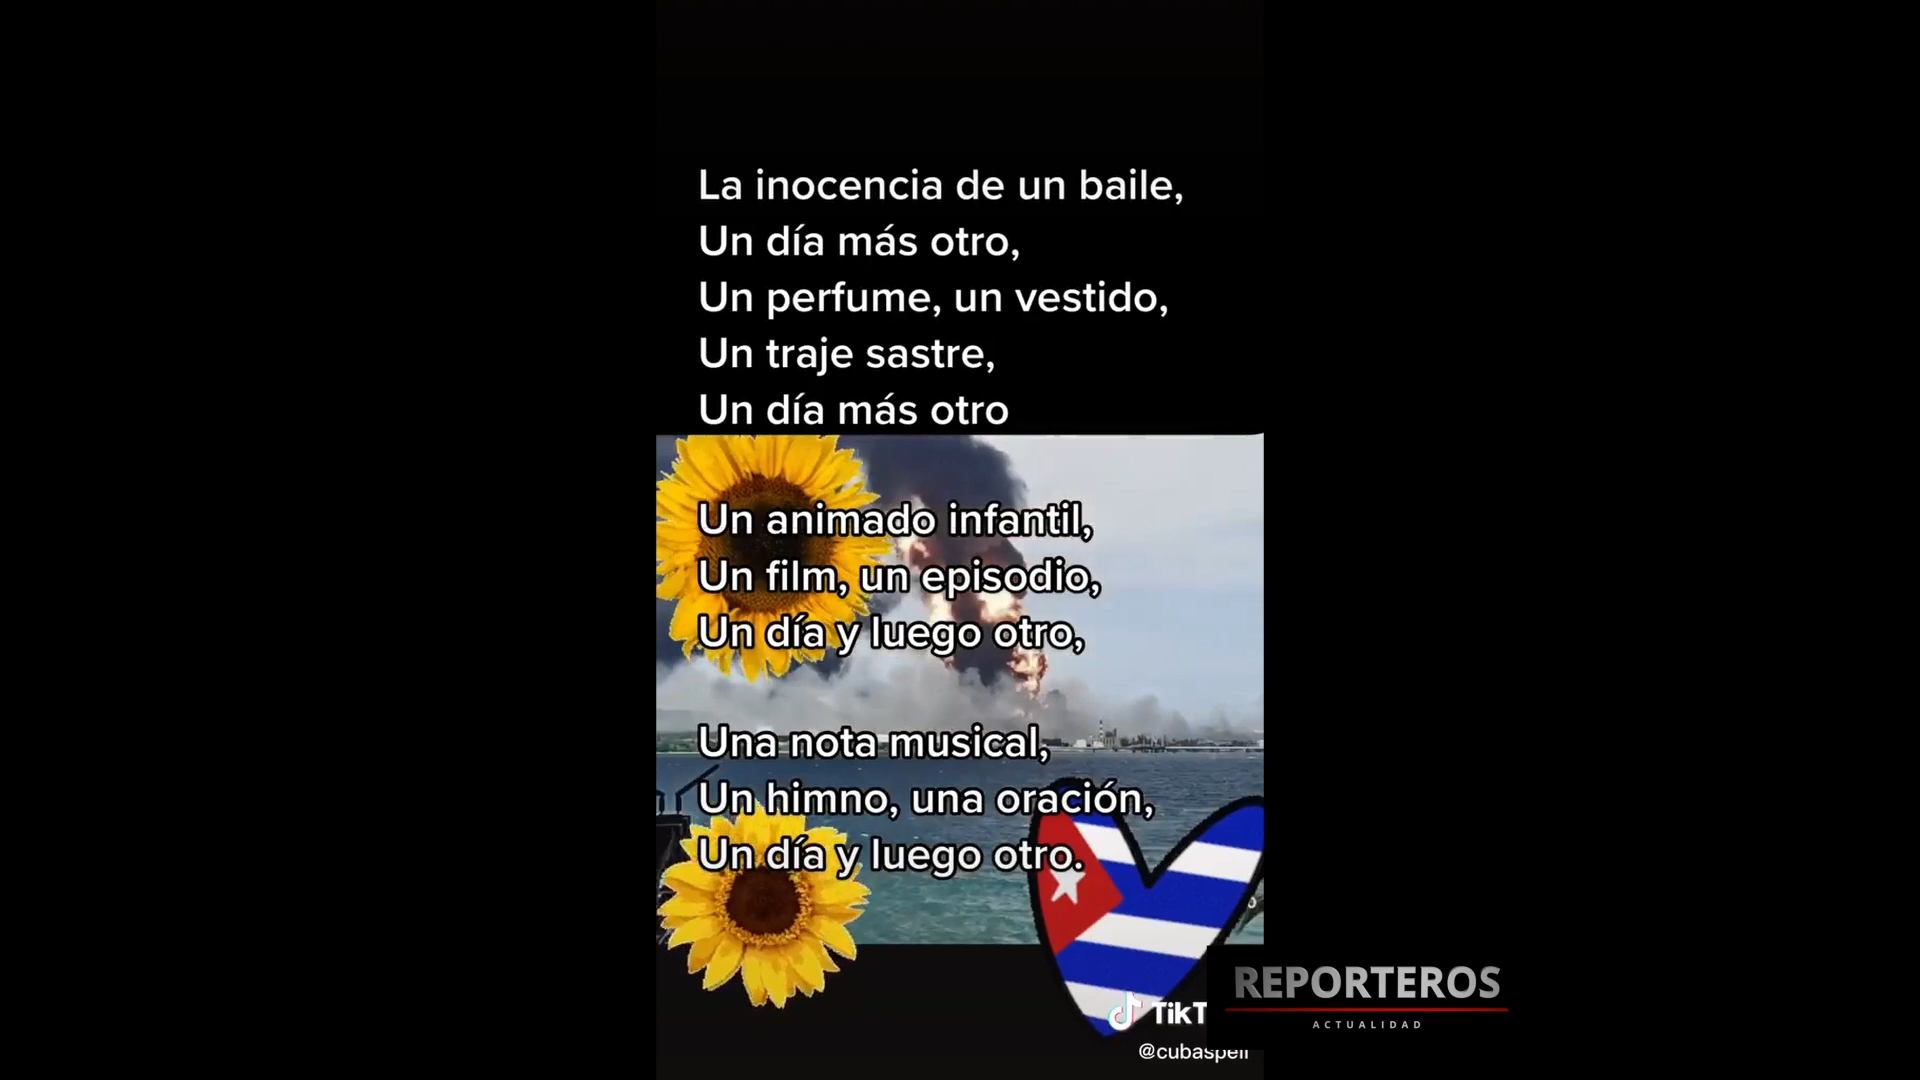 La inocencia de un baile,
Un día más otro,
Un perfume, un vestido,
Un traje sastre,
Un día más otro
Un animado infantil,
Un film, un episodio,
Un día y luego otro,
Una nota musical,
Un himno, una oración,
Un día y luego otro.
TikT
REPORTEROS
ACTUALIDAD